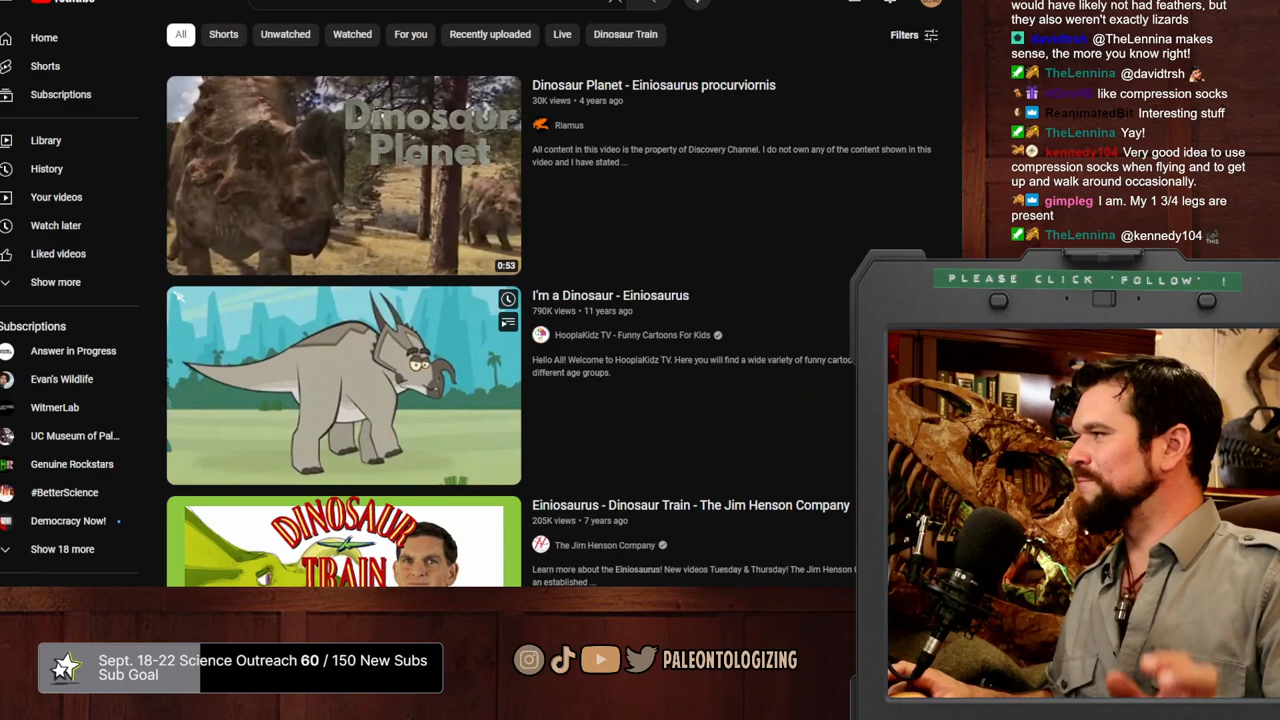 All
Shorts
Unwatched
Watched
For you
Recently uploaded
Live
Dinosaur Train
Filters
Home
Shorts
Subscriptions
Library
History
Your videos
Watch later
Liked videos
Show more
Subscriptions
Answer in Progress
Evan's Wildlife
WitmerLab
UC Museum of Pal...
Genuine Rockstars
#BetterScience
Democracy Now!
Show 18 more
Dinosaur
Planet
0:53
Dinosaur Planet - Einiosaurus procurviornis
30K views • 4 years ago
Riamus
All content in this video is the property of Discovery Channel. I do not own any of the content shown in this
video and I have stated ...
I'm a Dinosaur - Einiosaurus
790K views • 11 years ago
HooplaKidz TV - Funny Cartoons For Kids
Hello All! Welcome to HooplaKidz TV. Here you will find a wide variety of funny
different age groups.
DINOSAUR
TRAIN
Einiosaurus - Dinosaur Train - The Jim Henson Company
205K views • 7 years ago
The Jim Henson Company
Learn more about the Einiosaurus! New videos Tuesday & Thursday! The Jim Henson
an established ...
would have likely not had feathers, but
they also weren't exactly lizards
davidtrsh @TheLennina makes
sense, the more you know right!
TheLennina @davidtrsh
like compression socks
ReanimatedBit Interesting stuff
TheLennina Yay!
kennedy104 Very good idea to use
compression socks when flying and to get
up and walk around occasionally.
gimpleg I am. My 1 3/4 legs are
present
TheLennina @kennedy104 THIS
PLEASE CLICK "FOLLOW" !
Sept. 18-22 Science Outreach 60 / 150 New Subs
Sub Goal
PALEONTOLOGIZING